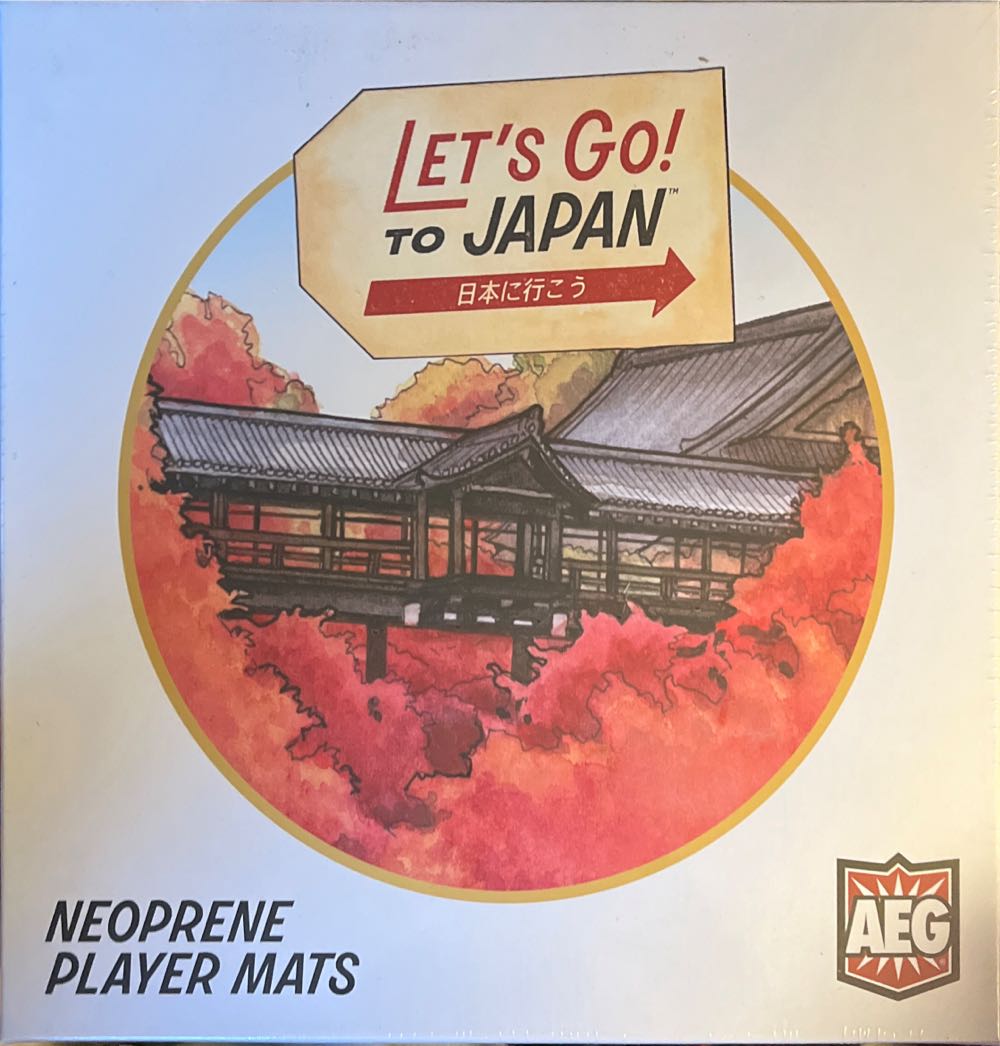 LET'S GO!
TO JAPAN™
日本に行こう
NEOPRENE
PLAYER MATS
AEG